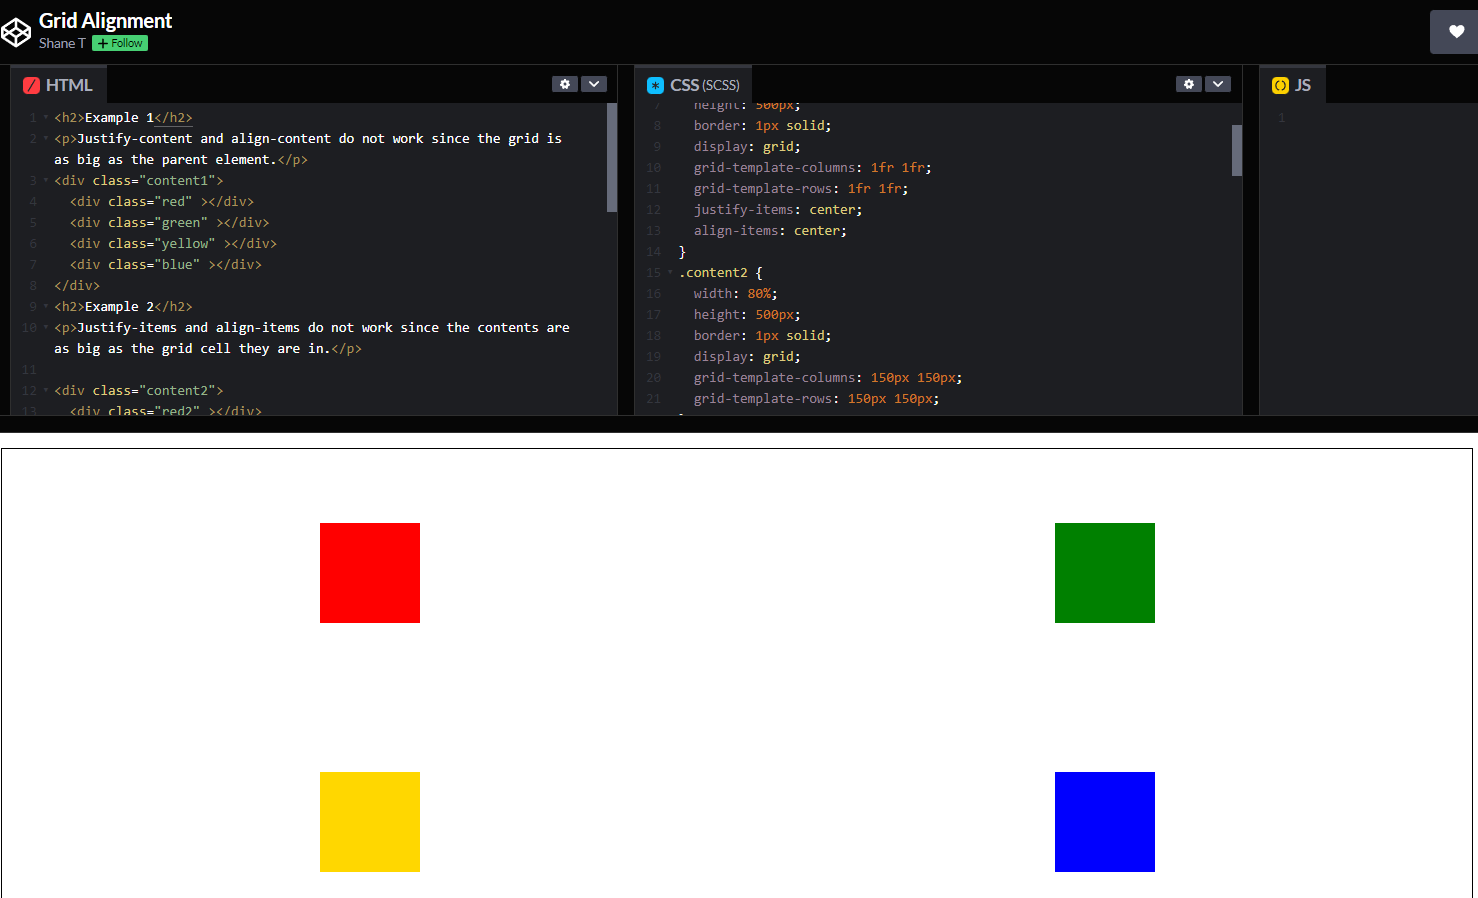 Grid Alignment
Shane T + Follow
HTML
1 <h2>Example 1</h2>
2 <p>Justify-content and align-content do not work since the grid is
as big as the parent element.</p>
3 <div class="content1">
4 <div class="red" ></div>
5 <div class="green" ></div>
6 <div class="yellow" ></div>
7 <div class="blue" ></div>
8 </div>
9 <h2>Example 2</h2>
10 <p>Justify-items and align-items do not work since the contents are
as big as the grid cell they are in.</p>
11
12 <div class="content2">
13 <div class="red2" ></div>
CSS (SCSS)
7 height: 500px;
8 border: 1px solid;
9 display: grid;
10 grid-template-columns: 1fr 1fr;
11 grid-template-rows: 1fr 1fr;
12 justify-items: center;
13 align-items: center;
14 }
15 .content2 {
16 width: 80%;
17 height: 500px;
18 border: 1px solid;
19 display: grid;
20 grid-template-columns: 150px 150px;
21 grid-template-rows: 150px 150px;
JS
1